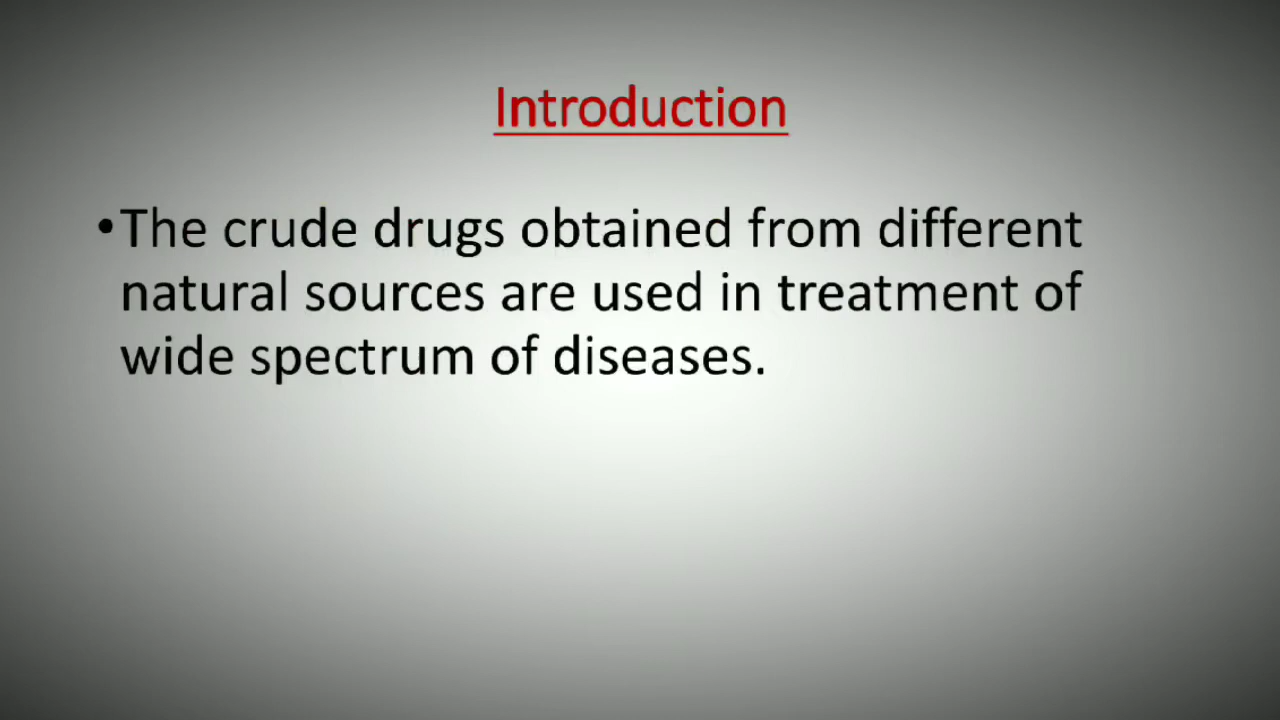 Introduction
•The crude drugs obtained from different
natural sources are used in treatment of
wide spectrum of diseases.